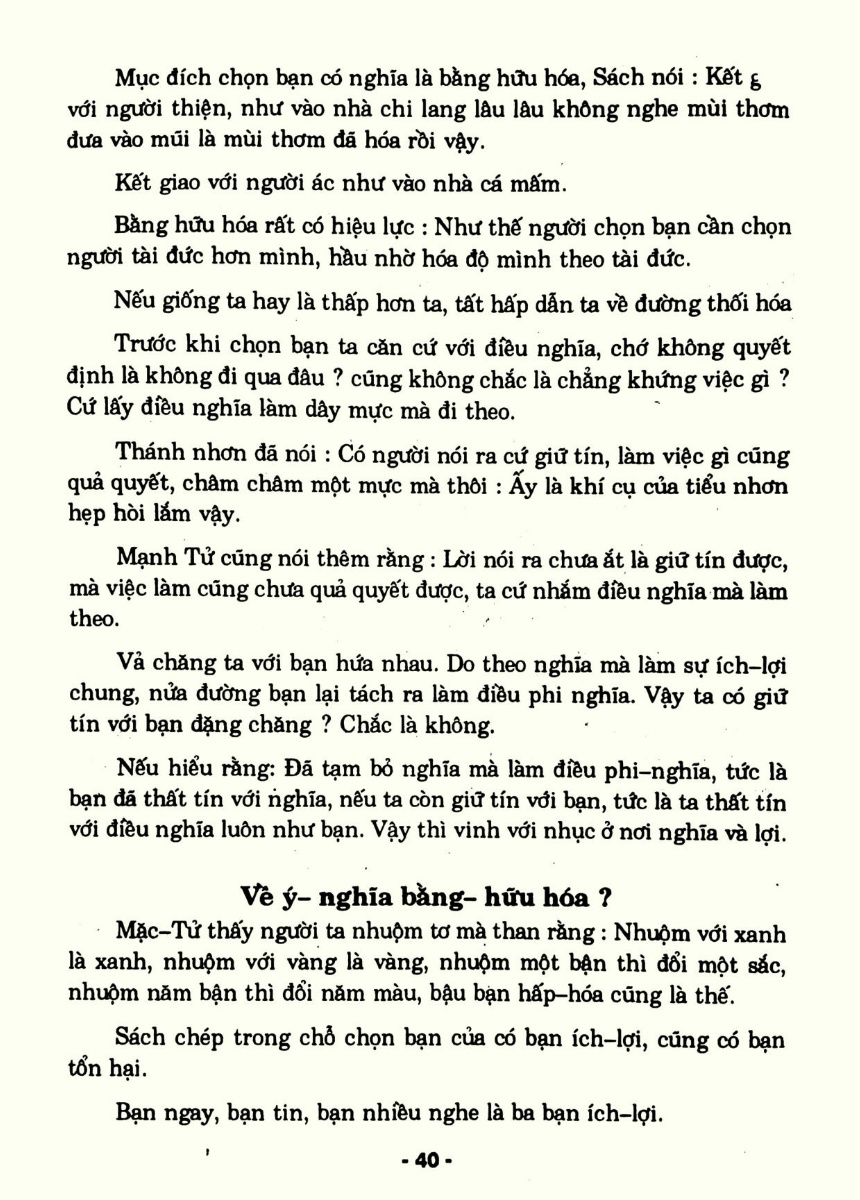 Mục đích chọn bạn có nghĩa là bằng hữu hóa, Sách nói : Kết g
với người thiện, như vào nhà chi lang lâu lâu không nghe mùi thơm
đưa vào mũi là mùi thơm đã hóa rồi vậy.
Kết giao với người ác như vào nhà cá mấm.
Bằng hữu hóa rất có hiệu lực : Như thế người chọn bạn cần chọn
người tài đức hơn mình, hầu nhờ hóa độ mình theo tài đức.
Nếu giống ta hay là thấp hơn ta, tất hấp dẫn ta về đường thối hóa
Trước khi chọn bạn ta căn cứ với điều nghĩa, chớ không quyết
định là không đi qua đâu ? cũng không chắc là chẳng khứng việc gì ?
Cứ lấy điều nghĩa làm dây mực mà đi theo.
Thánh nhơn đã nói : Có người nói ra cứ giữ tín, làm việc gì cũng
quả quyết, châm châm một mực mà thôi : Ấy là khí cụ của tiểu nhơn
hẹp hòi lắm vậy.
Mạnh Tử cũng nói thêm rằng : Lời nói ra chưa ắt là giữ tín được,
mà việc làm cũng chưa quả quyết được, ta cứ nhắm điều nghĩa mà làm
theo.
Vả chăng ta với bạn hứa nhau. Do theo nghĩa mà làm sự ích–lợi
chung, nửa đường bạn lại tách ra làm điều phi nghĩa. Vậy ta có giữ
tín với bạn đặng chăng ? Chắc là không.
Nếu hiểu rằng: Đã tạm bỏ nghĩa mà làm điều phi–nghĩa, tức là
bạn đã thất tín với nghĩa, nếu ta còn giữ tín với bạn, tức là ta thất tín
với điều nghĩa luôn như bạn. Vậy thì vinh với nhục ở nơi nghĩa và lợi.
Về ý– nghĩa bằng– hữu hóa ?
Mặc–Tử thấy người ta nhuộm tơ mà than rằng : Nhuộm với xanh
là xanh, nhuộm với vàng là vàng, nhuộm một bận thì đổi một sắc,
nhuộm năm bận thì đổi năm màu, bậu bạn hấp–hóa cũng là thế.
Sách chép trong chỗ chọn bạn của có bạn ích–lợi, cũng có bạn
tổn hại.
Bạn ngay, bạn tin, bạn nhiều nghe là ba bạn ích–lợi.
- 40 -